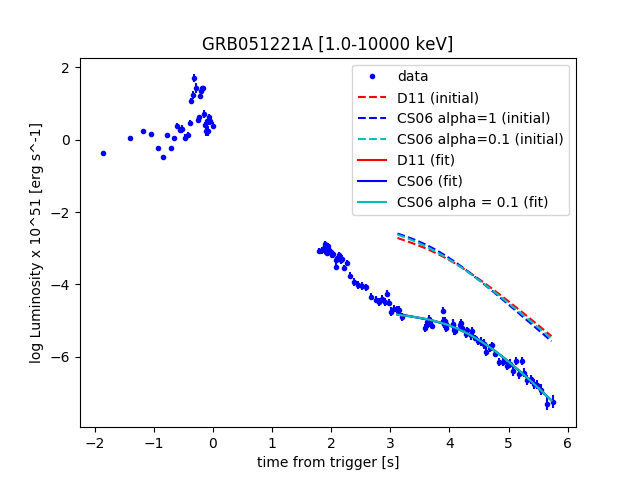 GRB051221A [1.0-10000 keV]
data
D11 (initial)
CS06 alpha=1 (initial)
CS06 alpha=0.1 (initial)
D11 (fit)
CS06 (fit)
CS06 alpha = 0.1 (fit)
log Luminosity x 10^51 [erg s^-1]
2
0
−2
−4
−6
−2
−1
0
1
2
3
4
5
6
time from trigger [s]